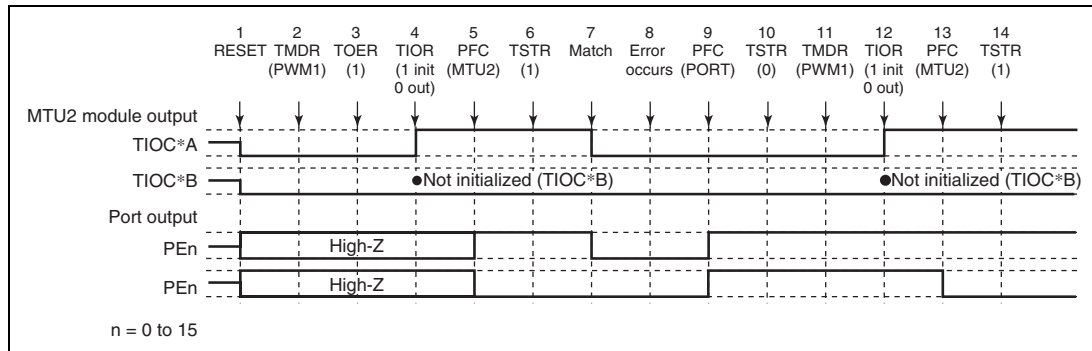 1 2 3 4 5 6 7 8 9 10 11 12 13 14
RESET TMDR TOER TIOR PFC TSTR Match Error PFC TSTR TMDR TIOR PFC TSTR
(PWM1) (1) (1 init (MTU2) (1) occurs (PORT) (0) (PWM1) (1 init (MTU2) (1)
0 out) 0 out)
MTU2 module output
TIOC*A
TIOC*B ●Not initialized (TIOC*B) ●Not initialized (TIOC*B)
Port output
PEn High-Z
PEn High-Z
n = 0 to 15